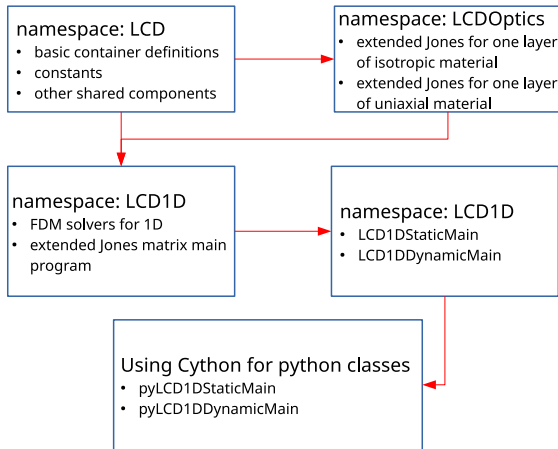 namespace: LCD
• basic container definitions
• constants
• other shared components
namespace: LCDOptics
• extended Jones for one layer
of isotropic material
• extended Jones for one layer
of uniaxial material
namespace: LCD1D
• FDM solvers for 1D
• extended Jones matrix main
program
namespace: LCD1D
• LCD1DStaticMain
• LCD1DDynamicMain
Using Cython for python classes
• pyLCD1DStaticMain
• pyLCD1DDynamicMain